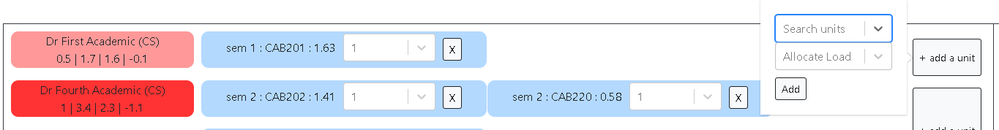 Search units
Dr First Academic (CS)
0.5 | 1.7 | 1.6 | -0.1
sem 1 : CAB201 : 1.63
1
X
Allocate Load
+ add a unit
Add
Dr Fourth Academic (CS)
1 | 3.4 | 2.3 | -1.1
sem 2 : CAB202 : 1.41
1
X
sem 2 : CAB220 : 0.58
1
X
+ add a unit